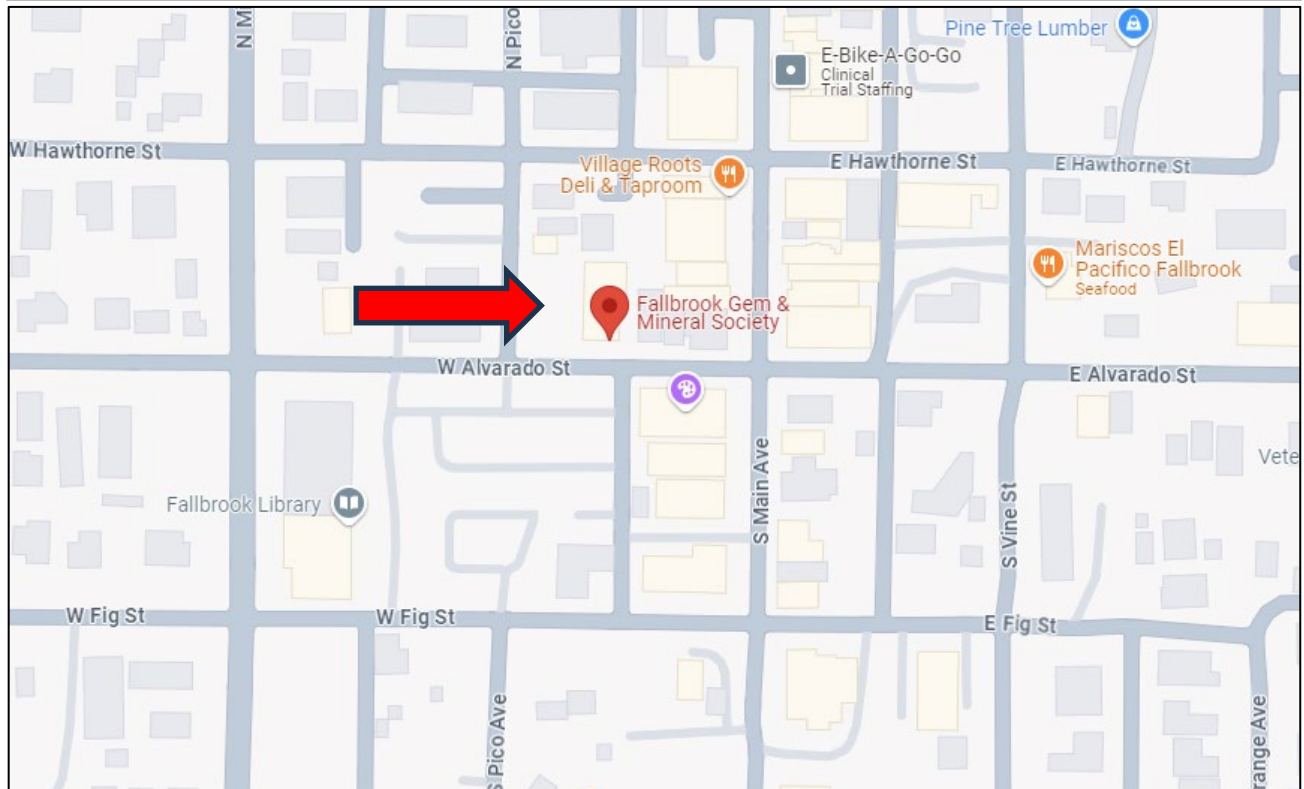 N M
N Pico
Pine Tree Lumber
E-Bike-A-Go-Go
Clinical
Trial Staffing
W Hawthorne St
Village Roots
Deli & Taproom
E Hawthorne St
E Hawthorne St
Mariscos El
Pacifico Fallbrook
Seafood
Fallbrook Gem &
Mineral Society
W Alvarado St
E Alvarado St
S Main Ave
Vete
Fallbrook Library
S Vine St
W Fig St
W Fig St
E Fig St
S Pico Ave
range Ave